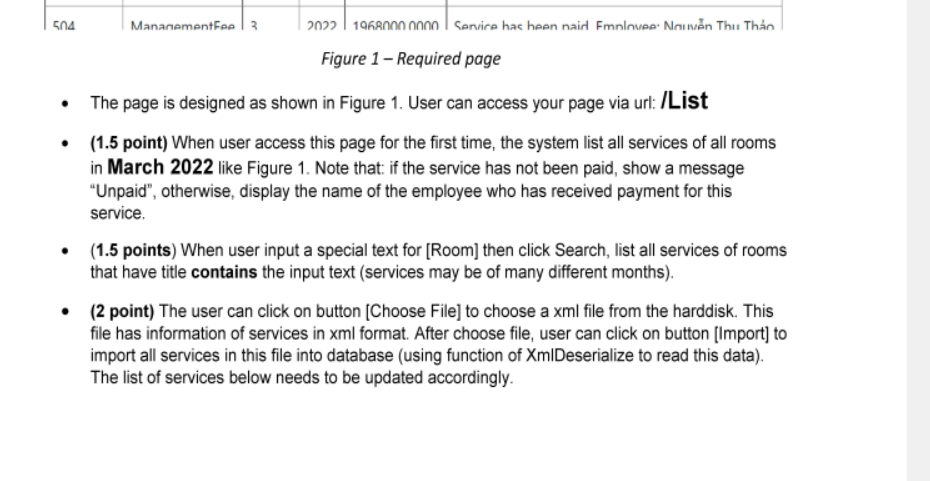 504 ManagementFee 3 2022 1968000.0000 Service has been paid. Employee: Nguyễn Thu Thảo
Figure 1 – Required page
• The page is designed as shown in Figure 1. User can access your page via url: /List
• (1.5 point) When user access this page for the first time, the system list all services of all rooms
in March 2022 like Figure 1. Note that: if the service has not been paid, show a message
“Unpaid”, otherwise, display the name of the employee who has received payment for this
service.
• (1.5 points) When user input a special text for [Room] then click Search, list all services of rooms
that have title contains the input text (services may be of many different months).
• (2 point) The user can click on button [Choose File] to choose a xml file from the harddisk. This
file has information of services in xml format. After choose file, user can click on button [Import] to
import all services in this file into database (using function of XmlDeserialize to read this data).
The list of services below needs to be updated accordingly.